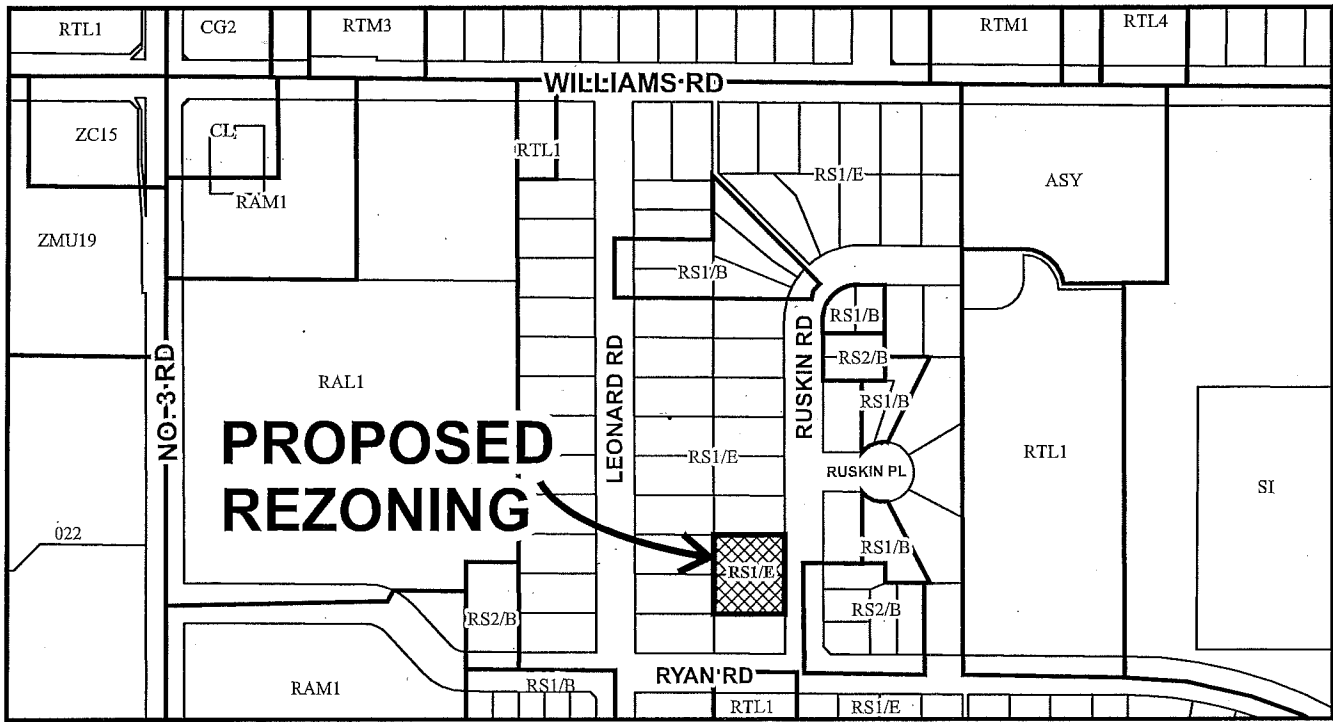 RTL1
CG2
RTM3
RTM1
RTL4
WILLIAMS RD
ZC15
CL
RTL1
RS1/E
ASY
RAM1
ZMU19
RS1/B
RS1/B
RS2/B
NO. 3 RD
LEONARD RD
RUSKIN RD
RAL1
RS1/B
PROPOSED
REZONING
RS1/E
RUSKIN PL
RTL1
SI
022
RS1/B
RS1/E
RS2/B
RS2/B
RYAN RD
RAM1
RS1/B
RTL1
RS1/E